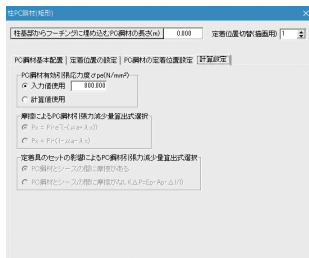 柱PC鋼材(矩形)
柱基部からフーチングに埋め込むPC鋼材の長さ(m) 0.000 定着位置切替(描画用) 1
PC鋼材基本配置 定着位置の設定 PC鋼材の定着位置設定 計算設定
PC鋼材有効引張応力度σpe(N/mm²)
入力値使用 800.000
計算値使用
摩擦によるPC鋼材引張力減少量算出式選択
定着具のセットの影響によるPC鋼材引張力減少量算出式選択
PC鋼材とシースの間に摩擦がある
PC鋼材とシースの間に摩擦がない(ΔP=Ep・Ap・Δl/l)